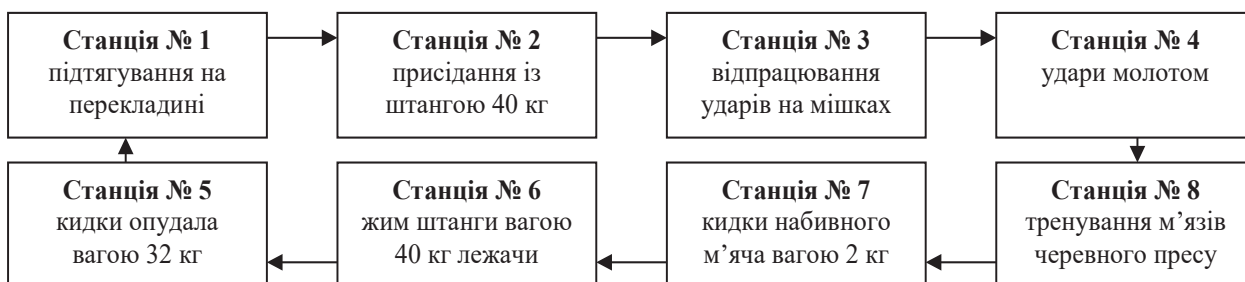 Станція № 1
підтягування на
перекладині
Станція № 2
присідання із
штангою 40 кг
Станція № 3
відпрацювання
ударів на мішках
Станція № 4
удари молотом
Станція № 5
кидки опудала
вагою 32 кг
Станція № 6
жим штанги вагою
40 кг лежачи
Станція № 7
кидки набивного
м’яча вагою 2 кг
Станція № 8
тренування м’язів
черевного пресу